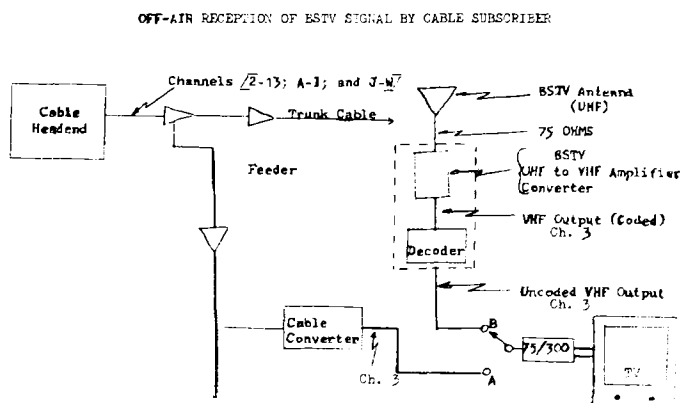 OFF-AIR RECEPTION OF BSTV SIGNAL BY CABLE SUBSCRIBER
Channels /2-13; A-I; and J-W/
Cable
Headend
Trunk Cable
Feeder
BSTV Antenna
(UHF)
75 OHMS
BSTV
UHF to VHF Amplifier
Converter
VHF Output (Coded)
Ch. 3
Decoder
Uncoded VHF Output
Ch. 3
Cable
Converter
Ch. 3
B
A
75/300
TV